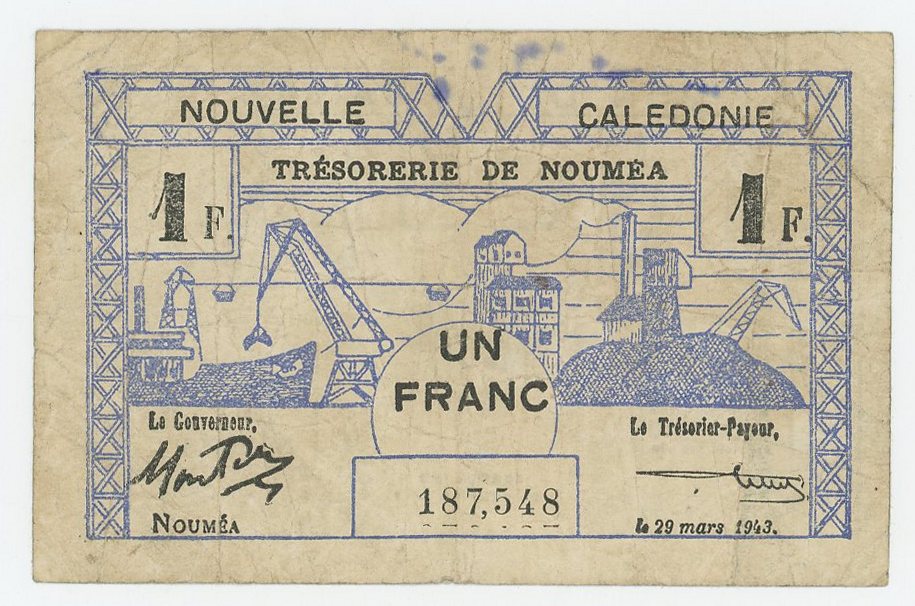 NOUVELLE CALEDONIE
TRÉSORERIE DE NOUMÉA
1 F. 1 F.
UN
FRANC
Le Gouverneur, Le Trésorier-Payeur,
187,548
NOUMÉA le 29 mars 1943.